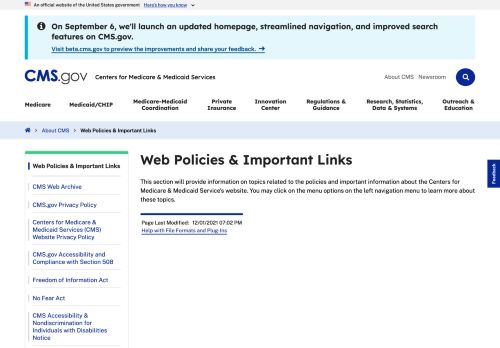 An official website of the United States government Here's how you know
On September 6, we'll launch an updated homepage, streamlined navigation, and improved search
features on CMS.gov.
Visit beta.cms.gov to preview the improvements and share your feedback. →
CMS.gov Centers for Medicare & Medicaid Services
About CMS Newsroom
Medicare
Medicaid/CHIP
Medicare-Medicaid
Coordination
Private
Insurance
Innovation
Center
Regulations &
Guidance
Research, Statistics,
Data & Systems
Outreach &
Education
About CMS > Web Policies & Important Links
Web Policies & Important Links
CMS Web Archive
CMS.gov Privacy Policy
Centers for Medicare &
Medicaid Services (CMS)
Website Privacy Policy
CMS.gov Accessibility and
Compliance with Section 508
Freedom of Information Act
No Fear Act
CMS Accessibility &
Nondiscrimination for
Individuals with Disabilities
Notice
Web Policies & Important Links
This section will provide information on topics related to the policies and important information about the Centers for
Medicare & Medicaid Service's website. You may click on the menu options on the left navigation menu to learn more about
these topics.
Page Last Modified: 12/01/2021 07:02 PM
Help with File Formats and Plug-Ins
Feedback